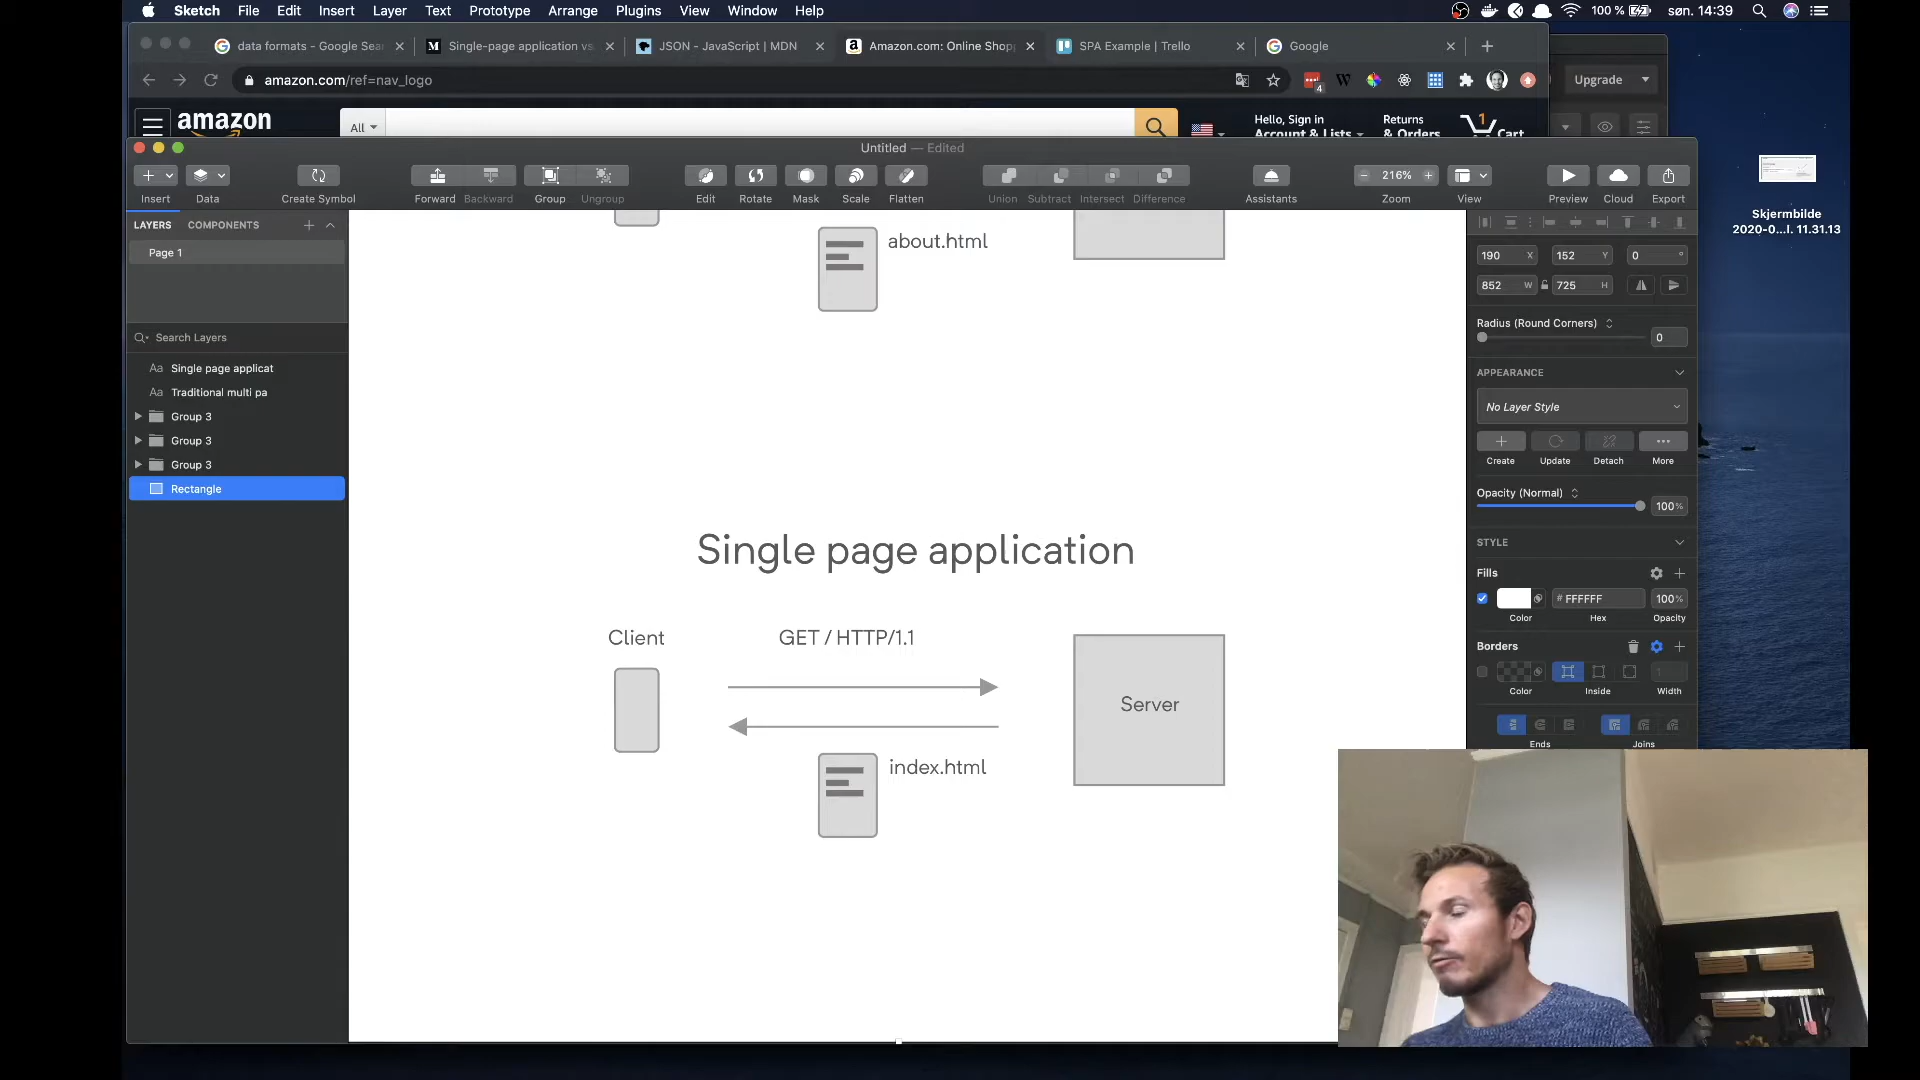 Sketch File Edit Insert Layer Text Prototype Arrange Plugins View Window Help 100 % søn. 14:39
data formats – Google Sear Single-page application vs. JSON - JavaScript | MDN Amazon.com: Online Shopp SPA Example | Trello Google
amazon.com/ref=nav_logo 4 Upgrade
amazon All Hello, Sign in Returns 1
Account & Lists & Orders Cart
Untitled — Edited
216%
Insert Data Create Symbol Forward Backward Group Ungroup Edit Rotate Mask Scale Flatten Union Subtract Intersect Difference Assistants Zoom View Preview Cloud Export
Skjermbilde
2020-0...l. 11.31.13
LAYERS COMPONENTS
Page 1
Search Layers
Aa Single page applicat
Aa Traditional multi pa
Group 3
Group 3
Group 3
Rectangle
about.html
Single page application
Client GET / HTTP/1.1
Server
index.html
190 X 152 Y 0 °
852 W 725 H
Radius (Round Corners)
0
APPEARANCE
No Layer Style
Create Update Detach More
Opacity (Normal)
100%
STYLE
Fills
# FFFFFF 100%
Color Hex Opacity
Borders
1
Color Inside Width
Ends Joins